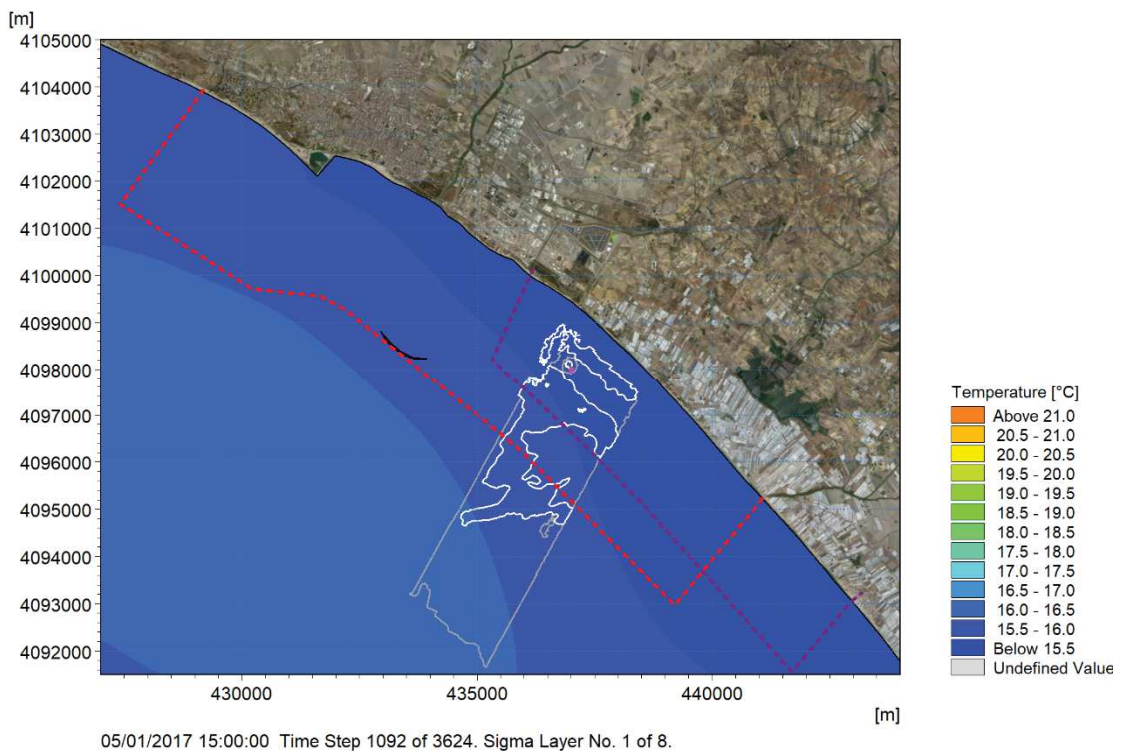 [m]
4105000
4104000
4103000
4102000
4101000
4100000
4099000
4098000
4097000
4096000
4095000
4094000
4093000
4092000
430000 435000 440000
[m]
Temperature [°C]
Above 21.0
20.5 - 21.0
20.0 - 20.5
19.5 - 20.0
19.0 - 19.5
18.5 - 19.0
18.0 - 18.5
17.5 - 18.0
17.0 - 17.5
16.5 - 17.0
16.0 - 16.5
15.5 - 16.0
Below 15.5
Undefined Value
05/01/2017 15:00:00 Time Step 1092 of 3624. Sigma Layer No. 1 of 8.